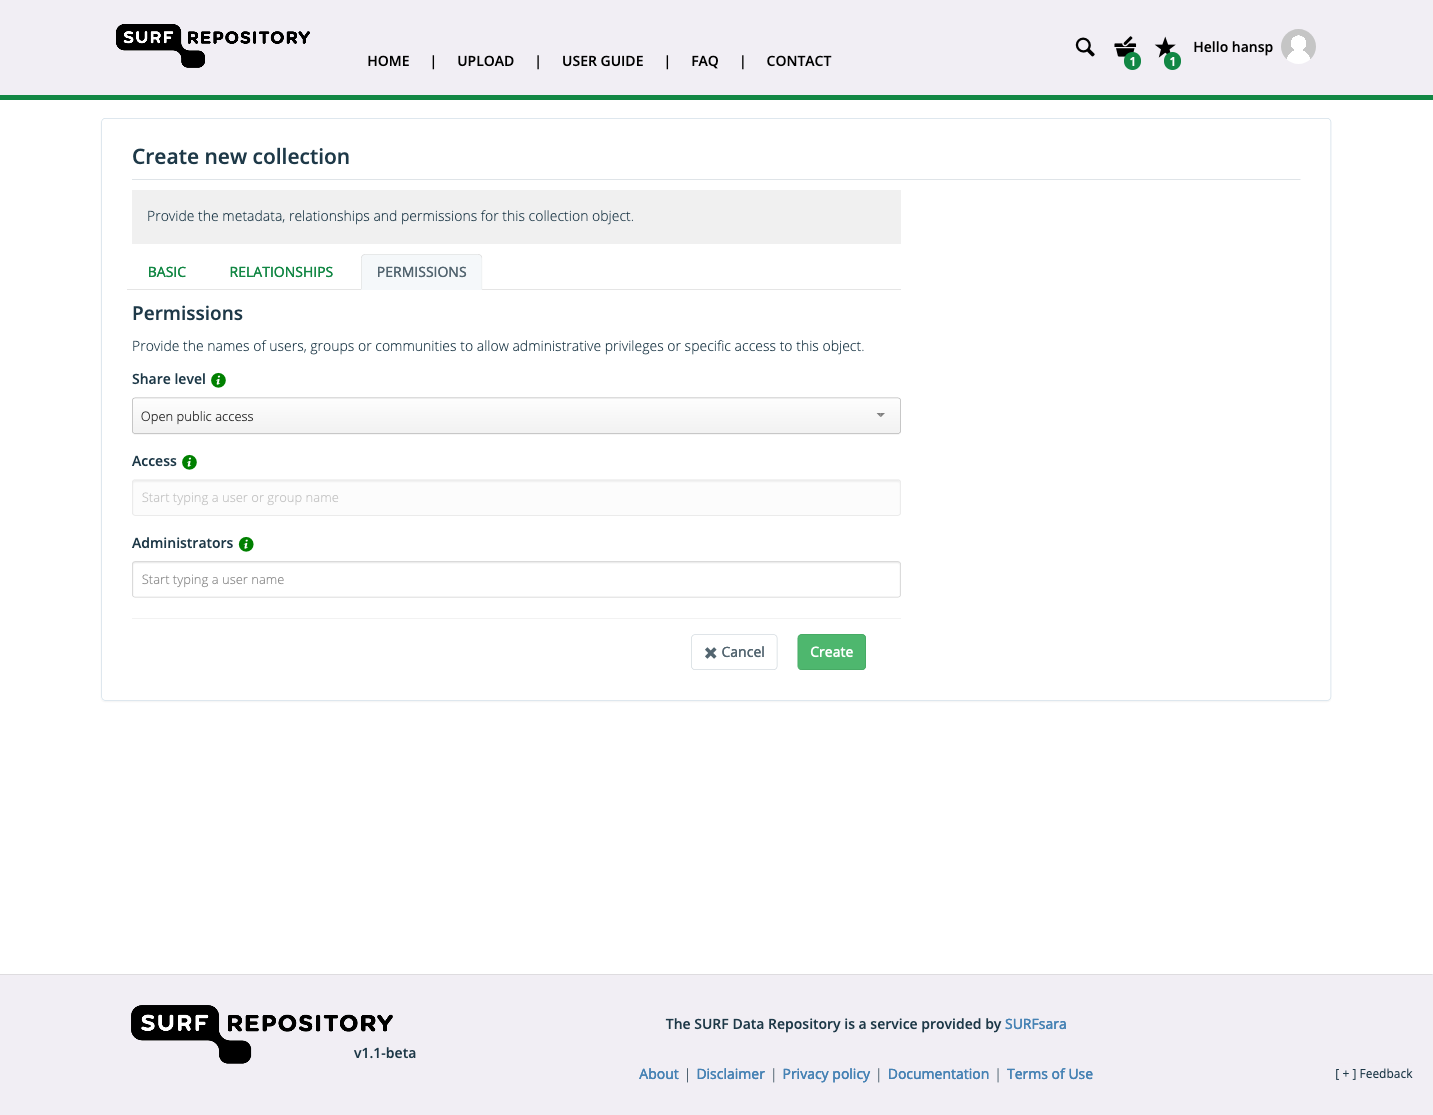 SURF REPOSITORY
HOME | UPLOAD | USER GUIDE | FAQ | CONTACT
1 1 Hello hansp
Create new collection
Provide the metadata, relationships and permissions for this collection object.
BASIC RELATIONSHIPS PERMISSIONS
Permissions
Provide the names of users, groups or communities to allow administrative privileges or specific access to this object.
Share level i
Open public access
Access i
Start typing a user or group name
Administrators i
Start typing a user name
✖ Cancel Create
SURF REPOSITORY
v1.1-beta
The SURF Data Repository is a service provided by SURFsara
About | Disclaimer | Privacy policy | Documentation | Terms of Use
[ + ] Feedback